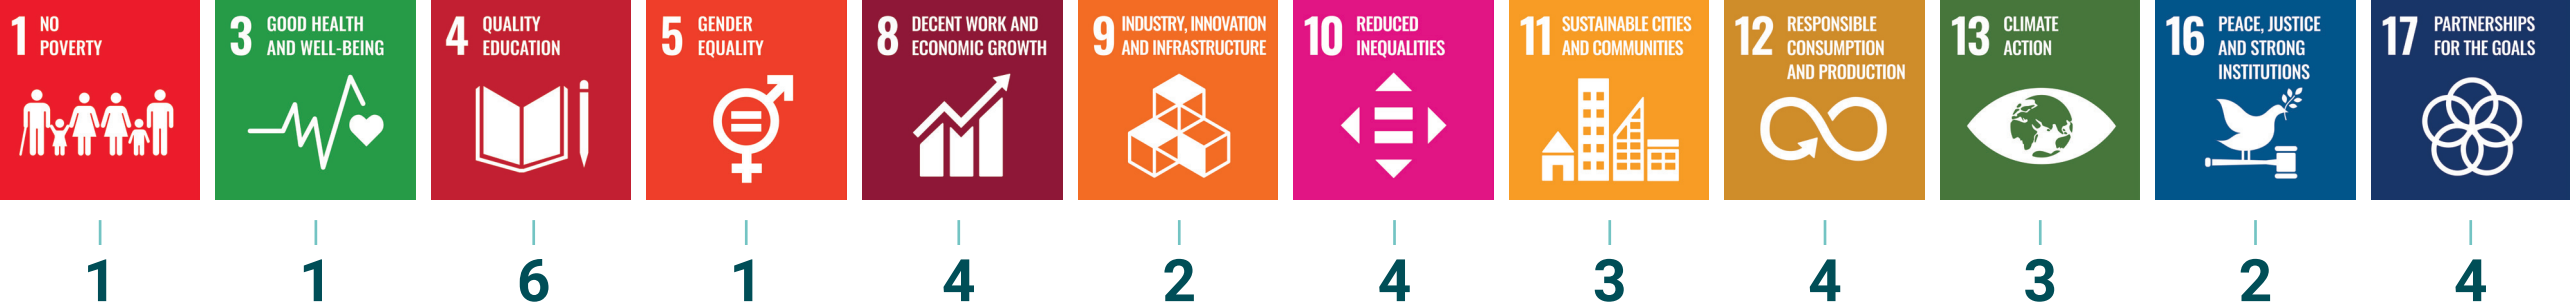 1 NO
POVERTY
3 GOOD HEALTH
AND WELL-BEING
4 QUALITY
EDUCATION
5 GENDER
EQUALITY
8 DECENT WORK AND
ECONOMIC GROWTH
9 INDUSTRY, INNOVATION
AND INFRASTRUCTURE
10 REDUCED
INEQUALITIES
11 SUSTAINABLE CITIES
AND COMMUNITIES
12 RESPONSIBLE
CONSUMPTION
AND PRODUCTION
13 CLIMATE
ACTION
16 PEACE, JUSTICE
AND STRONG
INSTITUTIONS
17 PARTNERSHIPS
FOR THE GOALS
1 1 6 1 4 2 4 3 4 3 2 4